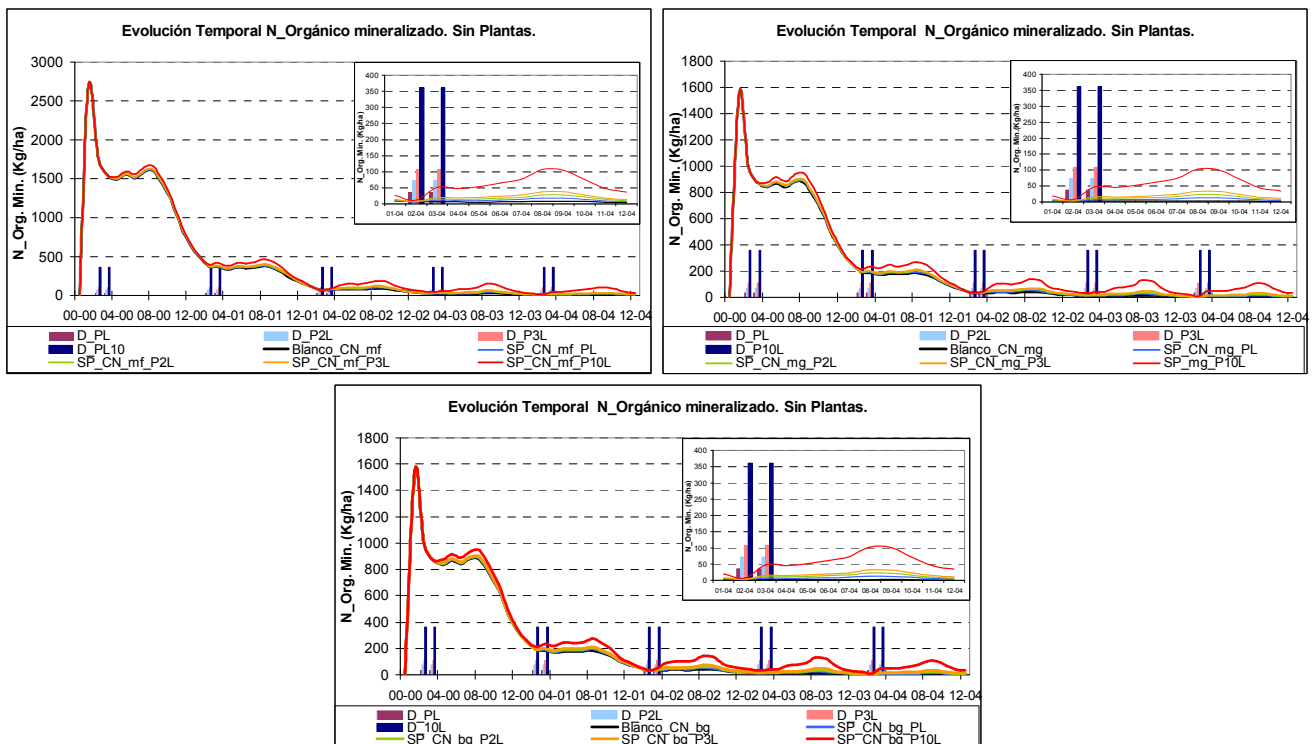 Evolución Temporal N_Orgánico mineralizado. Sin Plantas.
N_Org. Min. (Kg/ha)
3000
2500
2000
1500
1000
500
0
00-00 04-00 08-00 12-00 04-01 08-01 12-01 04-02 08-02 12-02 04-03 08-03 12-03 04-04 08-04 12-04
N_Org. Min.(Kg/ha)
400
350
300
250
200
150
100
50
0
01-04 02-04 03-04 04-04 05-04 06-04 07-04 08-04 09-04 10-04 11-04 12-04
D_PL D_P2L D_P3L
D_PL10 Blanco_CN_mf SP_CN_mf_PL
SP_CN_mf_P2L SP_CN_mf_P3L SP_CN_mf_P10L
Evolución Temporal N_Orgánico mineralizado. Sin Plantas.
N_Org. Min. (Kg/ha)
1800
1600
1400
1200
1000
800
600
400
200
0
00-00 04-00 08-00 12-00 04-01 08-01 12-01 04-02 08-02 12-02 04-03 08-03 12-03 04-04 08-04 12-04
N_Org. Min. (Kg/ha)
400
350
300
250
200
150
100
50
0
01-04 02-04 03-04 04-04 05-04 06-04 07-04 08-04 09-04 10-04 11-04 12-04
D_PL D_P2L D_P3L
D_P10L Blanco_CN_mg SP_CN_mg_PL
SP_CN_mg_P2L SP_CN_mg_P3L SP_mg_P10L
Evolución Temporal N_Orgánico mineralizado. Sin Plantas.
N_Org. Min. (Kg/ha)
1800
1600
1400
1200
1000
800
600
400
200
0
00-00 04-00 08-00 12-00 04-01 08-01 12-01 04-02 08-02 12-02 04-03 08-03 12-03 04-04 08-04 12-04
N_Org. Min. (Kg/ha)
400
350
300
250
200
150
100
50
0
01-04 02-04 03-04 04-04 05-04 06-04 07-04 08-04 09-04 10-04 11-04 12-04
D_PL D_P2L D_P3L
D_10L Blanco_CN_bg SP_CN_bg_PL
SP_CN_bg_P2L SP_CN_bg_P3L SP_CN_bg_P10L